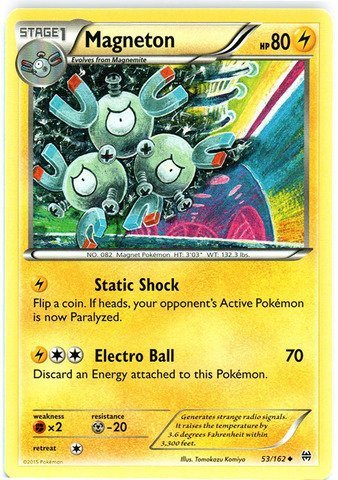 STAGE1
Magneton
HP80
Evolves from Magnemite
NO. 082 Magnet Pokémon HT: 3'03" WT: 132.3 lbs.
Static Shock
Flip a coin. If heads, your opponent's Active Pokémon
is now Paralyzed.
Electro Ball 70
Discard an Energy attached to this Pokémon.
weakness
×2
resistance
-20
retreat
Generates strange radio signals.
It raises the temperature by
3.6 degrees Fahrenheit within
3,300 feet.
©2015 Pokémon
Illus. Tomokazu Komiya
53/162